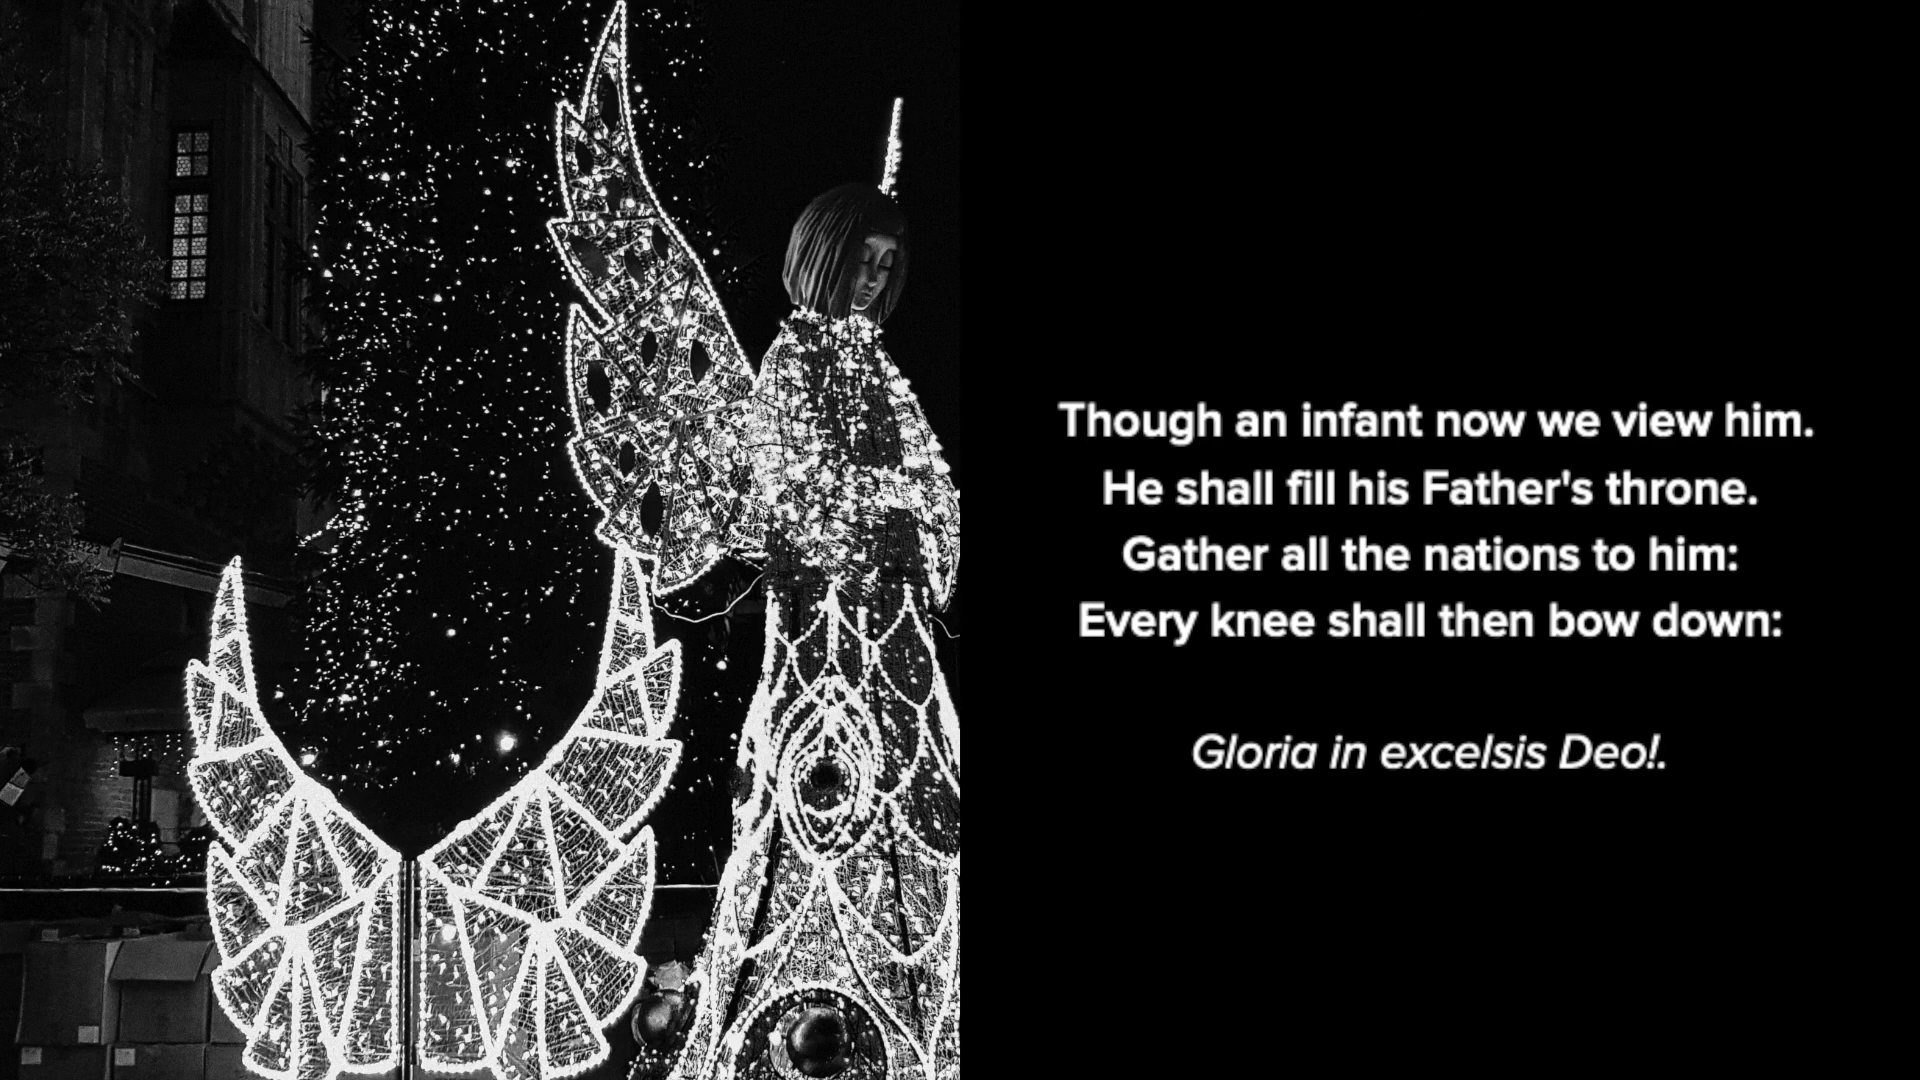 Though an infant now we view him.
He shall fill his Father's throne.
Gather all the nations to him:
Every knee shall then bow down:
Gloria in excelsis Deo!.